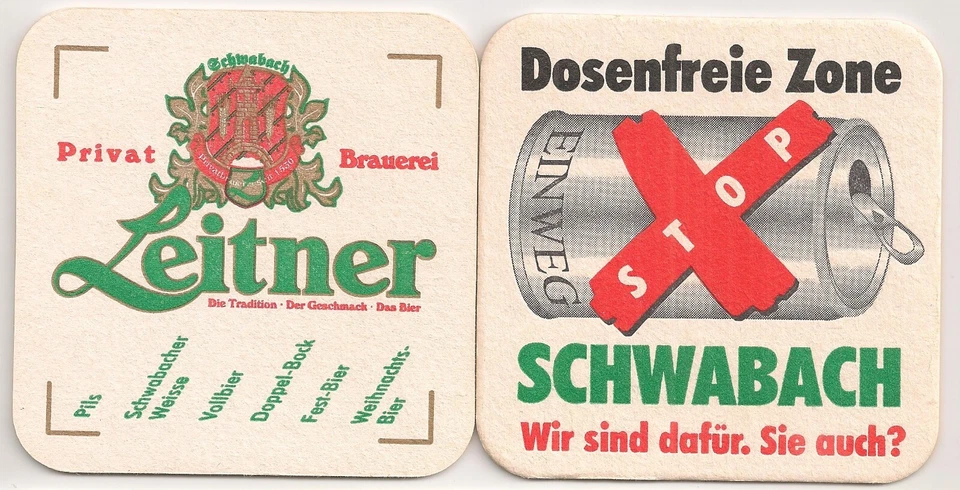 Schwabach
Privat Brauerei
Leitner
Die Tradition · Der Geschmack · Das Bier
Pils
Schwabacher
Weisse
Vollbier
Doppel-Bock
Fest-Bier
Weihnachts-
Bier
Dosenfreie Zone
EINWEG
STOP
SCHWABACH
Wir sind dafür. Sie auch?